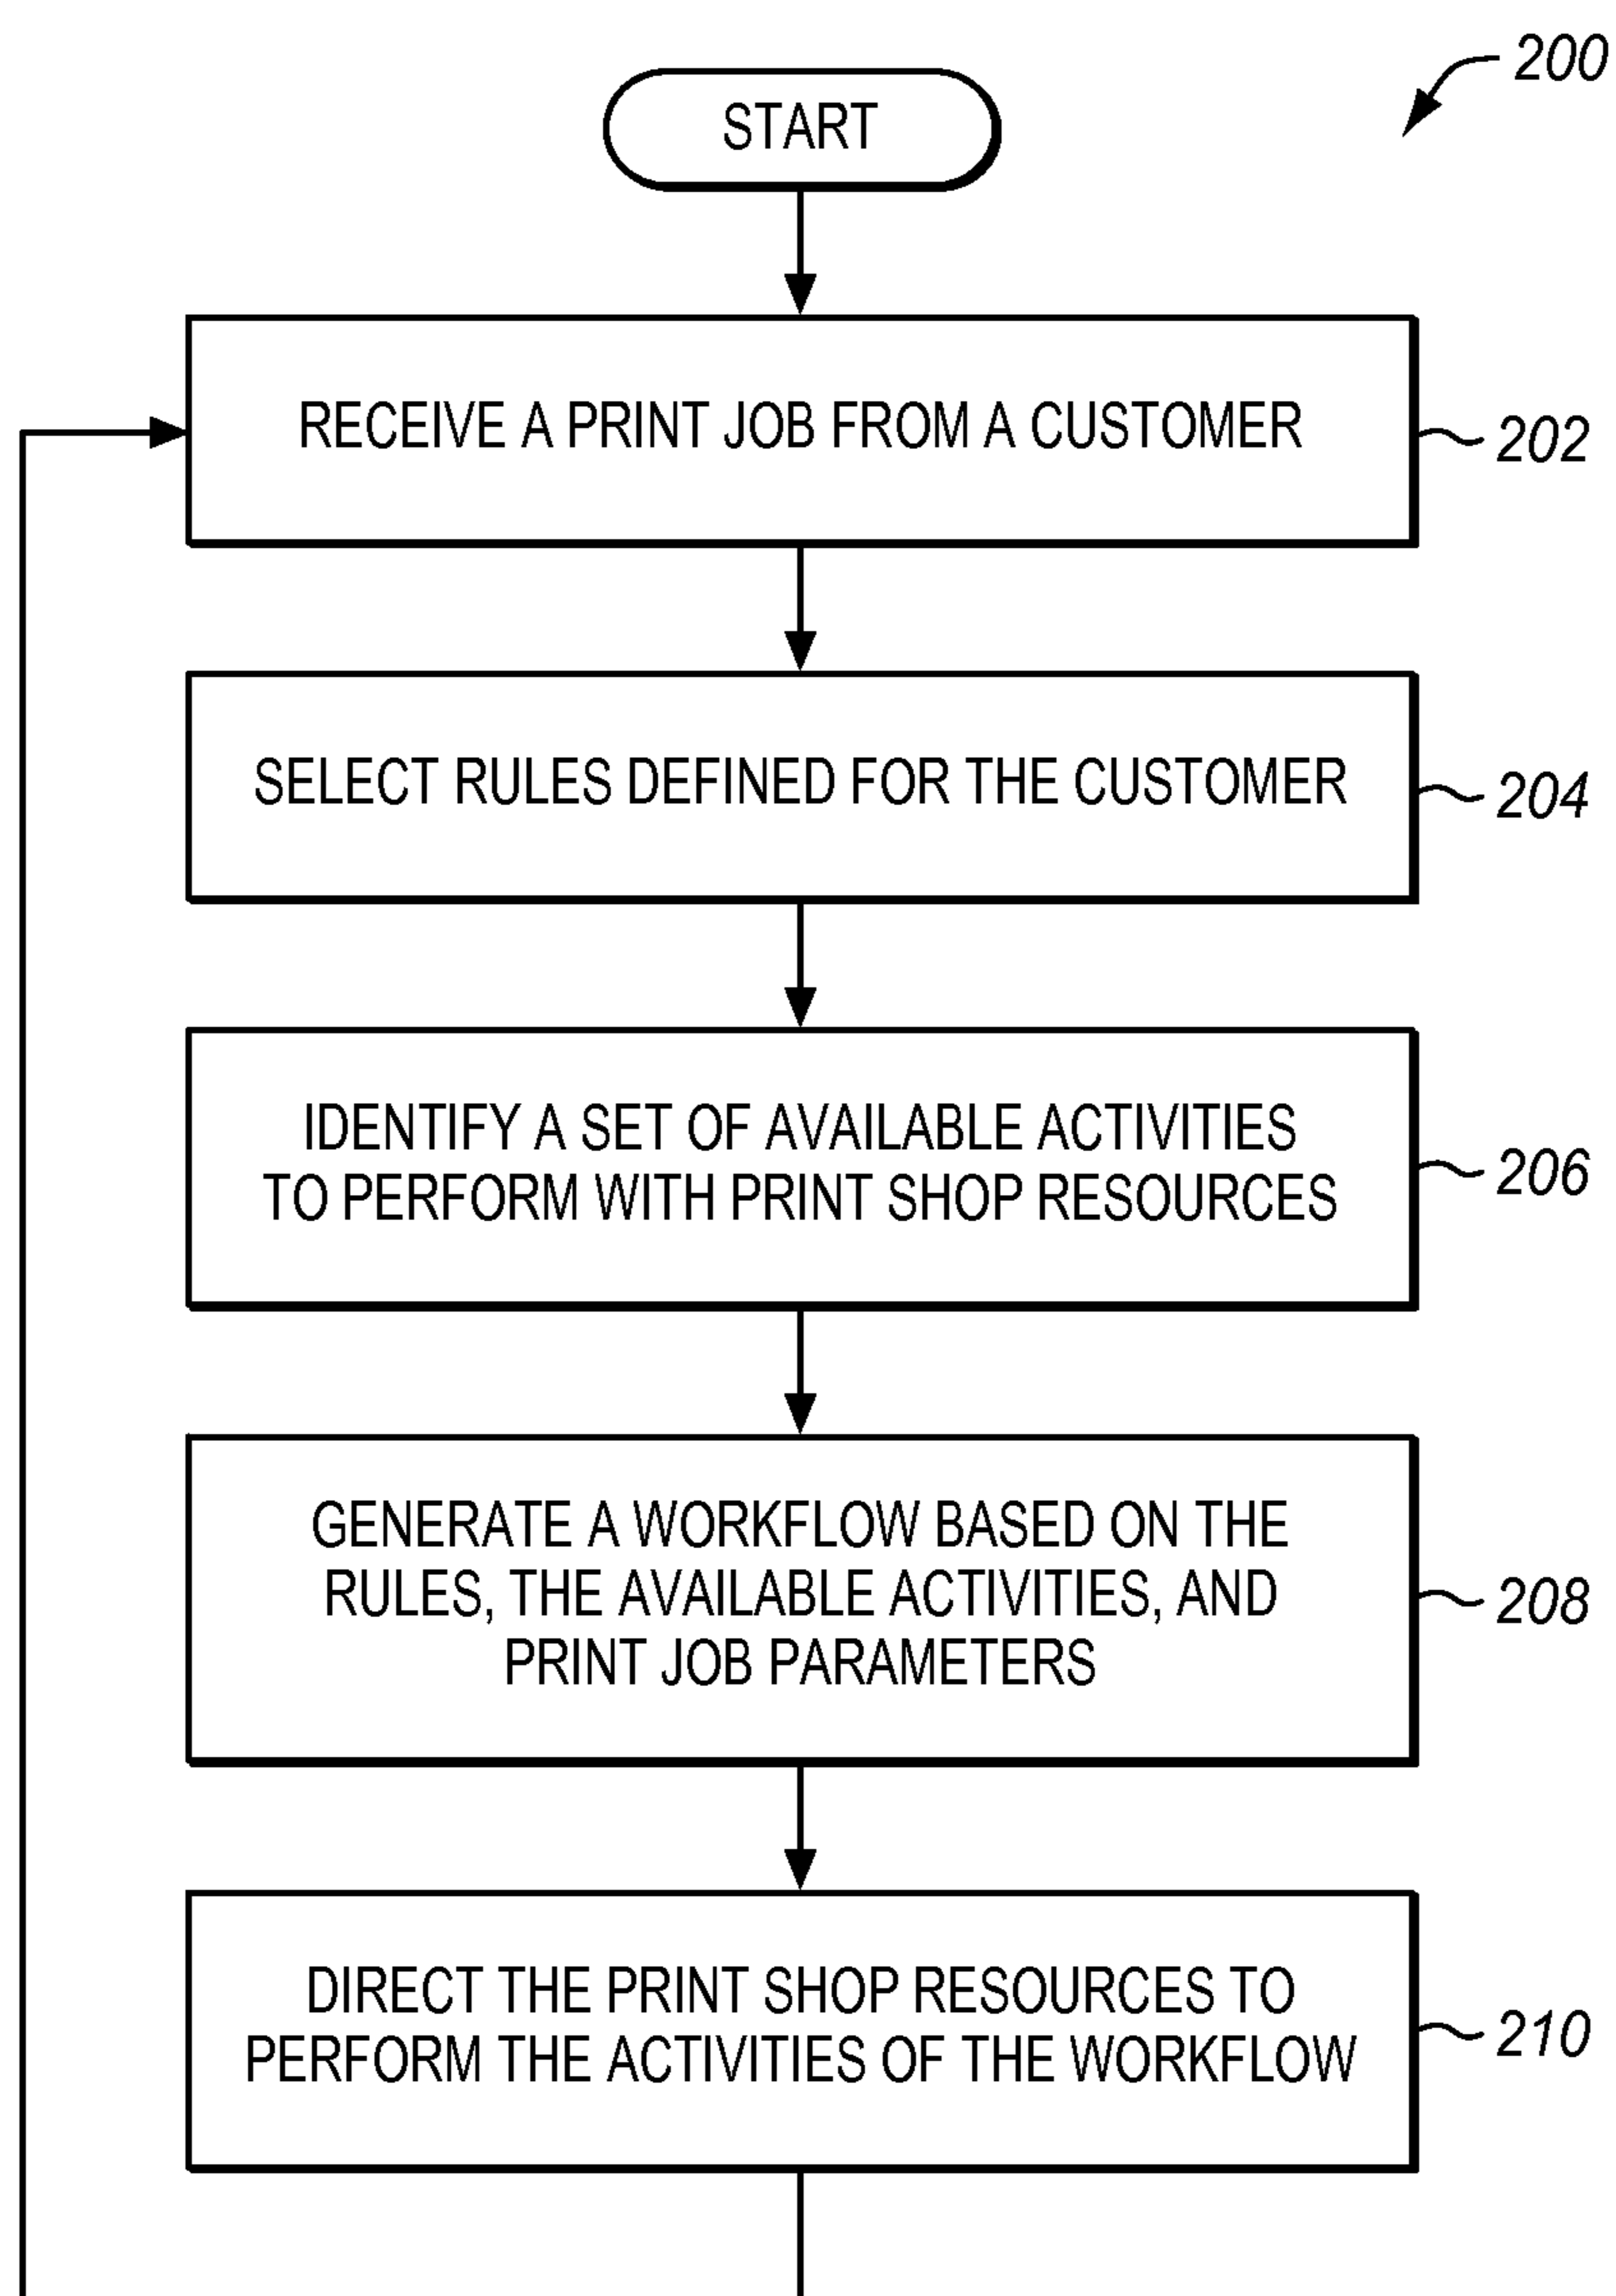 200
START
RECEIVE A PRINT JOB FROM A CUSTOMER
202
SELECT RULES DEFINED FOR THE CUSTOMER
204
IDENTIFY A SET OF AVAILABLE ACTIVITIES
TO PERFORM WITH PRINT SHOP RESOURCES
206
GENERATE A WORKFLOW BASED ON THE
RULES, THE AVAILABLE ACTIVITIES, AND
PRINT JOB PARAMETERS
208
DIRECT THE PRINT SHOP RESOURCES TO
PERFORM THE ACTIVITIES OF THE WORKFLOW
210